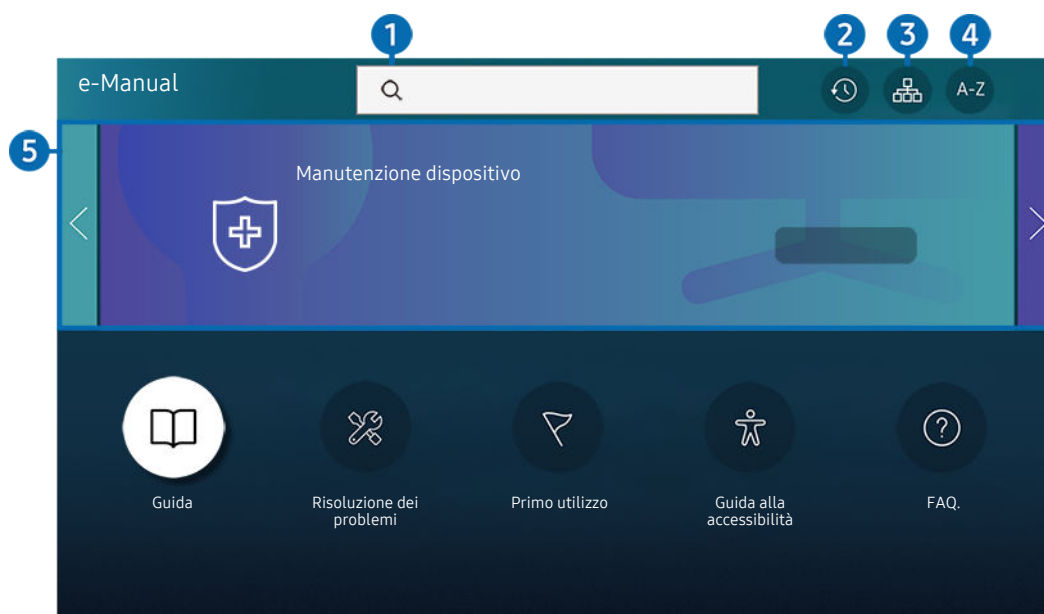 1
2
3
4
e-Manual
A-Z
5
Manutenzione dispositivo
Guida
Risoluzione dei
problemi
Primo utilizzo
Guida alla
accessibilità
FAQ.
?